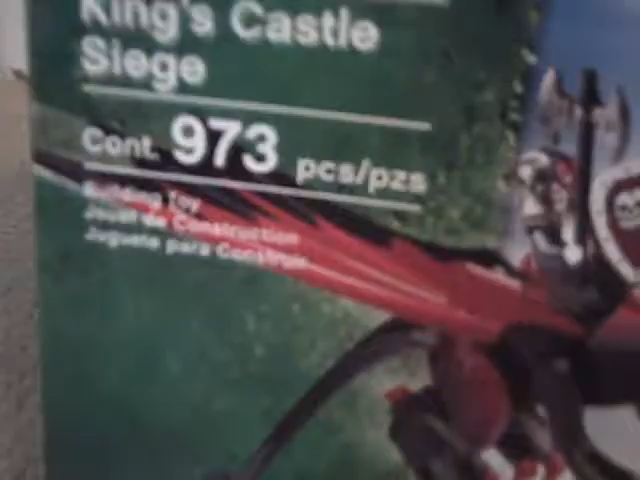 King's Castle
Siege
Cont. 973 pcs/pzs
Building Toy
Jouet de Construction
Juguete para Construir